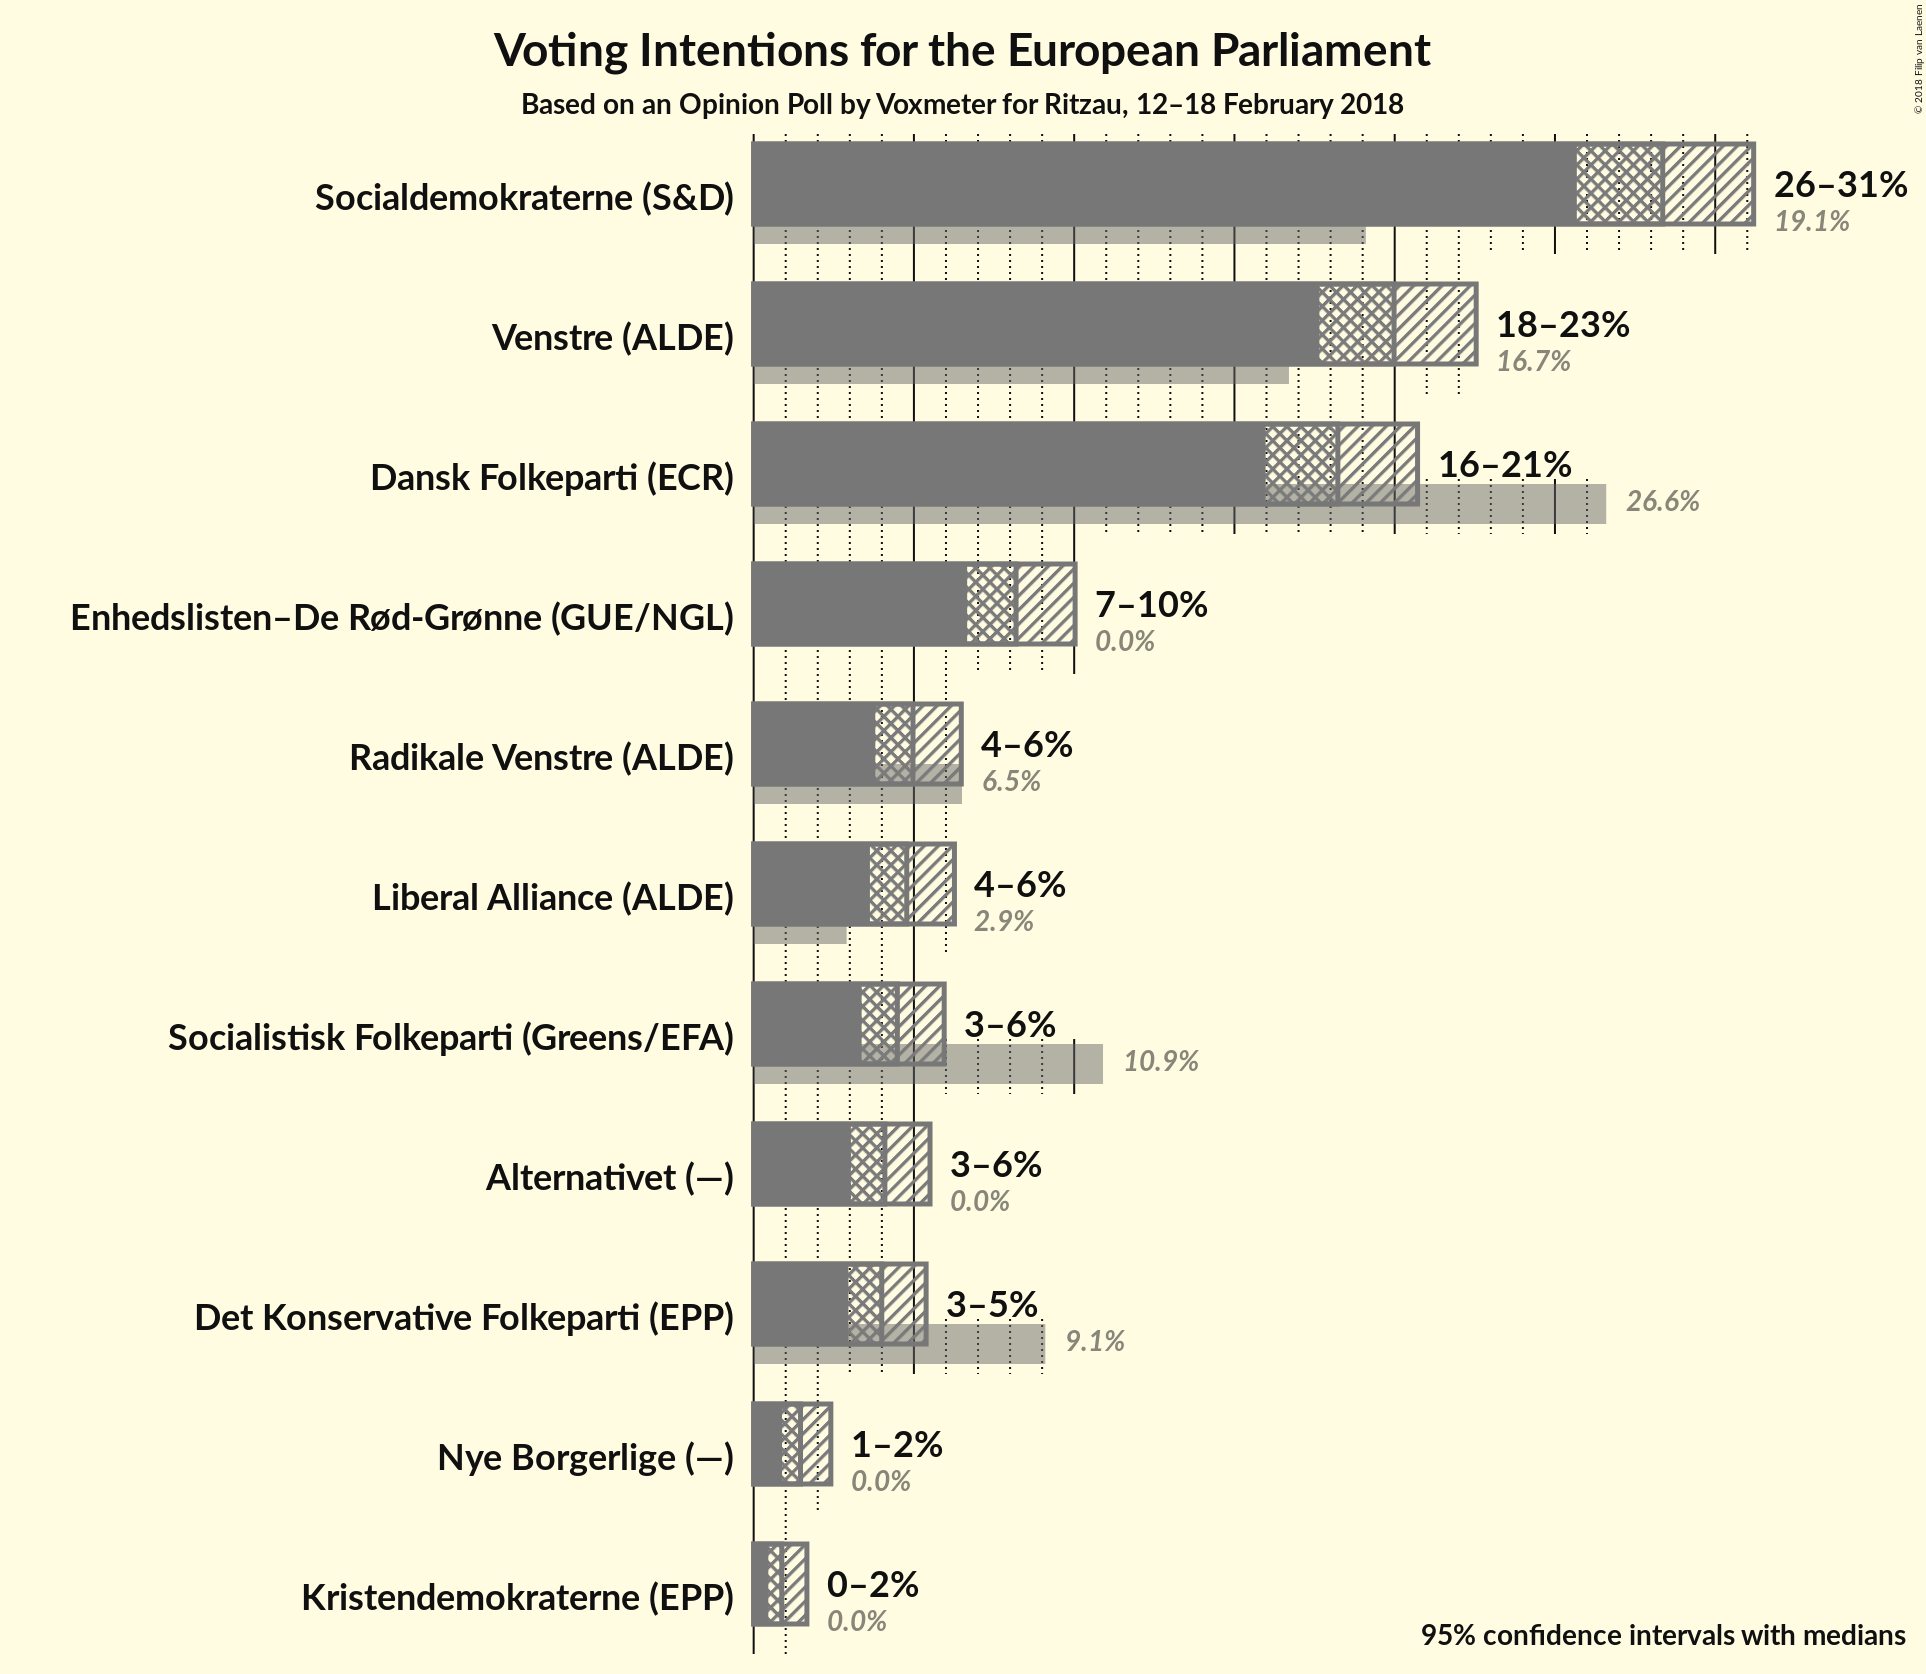 Voting Intentions for the European Parliament
Based on an Opinion Poll by Voxmeter for Ritzau, 12–18 February 2018
© 2018 Filip van Laenen
Socialdemokraterne (S&D)
26–31%
19.1%
Venstre (ALDE)
18–23%
16.7%
Dansk Folkeparti (ECR)
16–21%
26.6%
Enhedslisten–De Rød-Grønne (GUE/NGL)
7–10%
0.0%
Radikale Venstre (ALDE)
4–6%
6.5%
Liberal Alliance (ALDE)
4–6%
2.9%
Socialistisk Folkeparti (Greens/EFA)
3–6%
10.9%
Alternativet (—)
3–6%
0.0%
Det Konservative Folkeparti (EPP)
3–5%
9.1%
Nye Borgerlige (—)
1–2%
0.0%
Kristendemokraterne (EPP)
0–2%
0.0%
95% confidence intervals with medians